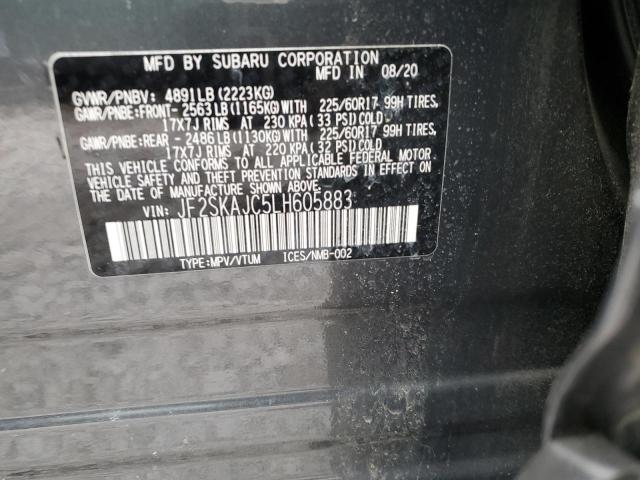 MFD BY SUBARU CORPORATION
MFD IN 08/20
GVWR/PNBV: 4891LB (2223KG)
GAWR/PNBE:FRONT- 2563LB (1165KG) WITH 225/60R17 99H TIRES,
17X7J RIMS AT 230 KPA (33 PSI) COLD
GAWR/PNBE:REAR - 2486LB (1130KG) WITH 225/60R17 99H TIRES,
17X7J RIMS AT 220 KPA (32 PSI) COLD
THIS VEHICLE CONFORMS TO ALL APPLICABLE FEDERAL MOTOR
VEHICLE SAFETY AND THEFT PREVENTION STANDARDS IN EFFECT ON
THE DATE OF MANUFACTURE SHOWN ABOVE.
VIN: JF2SKAJC5LH605883
TYPE:MPV/VTUM ICES/NMB-002